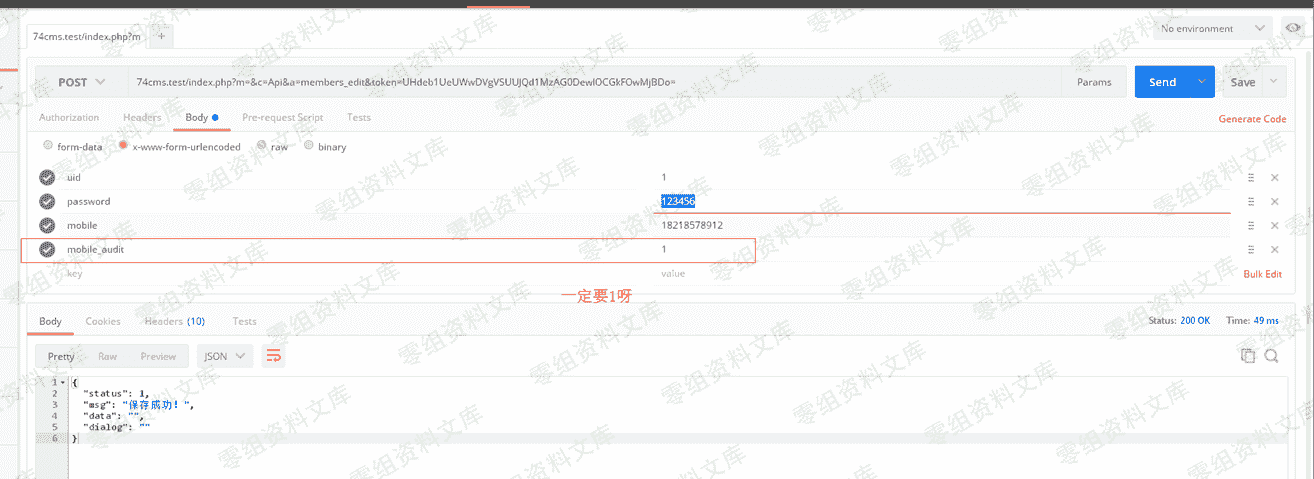 74cms.test/index.php?m
+
No environment
POST
74cms.test/index.php?m=&c=Api&a=members_edit&token=UHdeb1UeUWwDVgVSUUJQd1MzAG0DewlOCGkFOwMjBDo=
Params
Send
Save
Authorization
Headers
Body
Pre-request Script
Tests
Generate Code
form-data
x-www-form-urlencoded
raw
binary
uid 1
password 123456
mobile 18218578912
mobile_audit 1
key value
Bulk Edit
一定要1呀
Body
Cookies
Headers (10)
Tests
Status: 200 OK
Time: 49 ms
Pretty
Raw
Preview
JSON
1 {
2 "status": 1,
3 "msg": "保存成功!",
4 "data": "",
5 "dialog": ""
6 }
零组资料文库